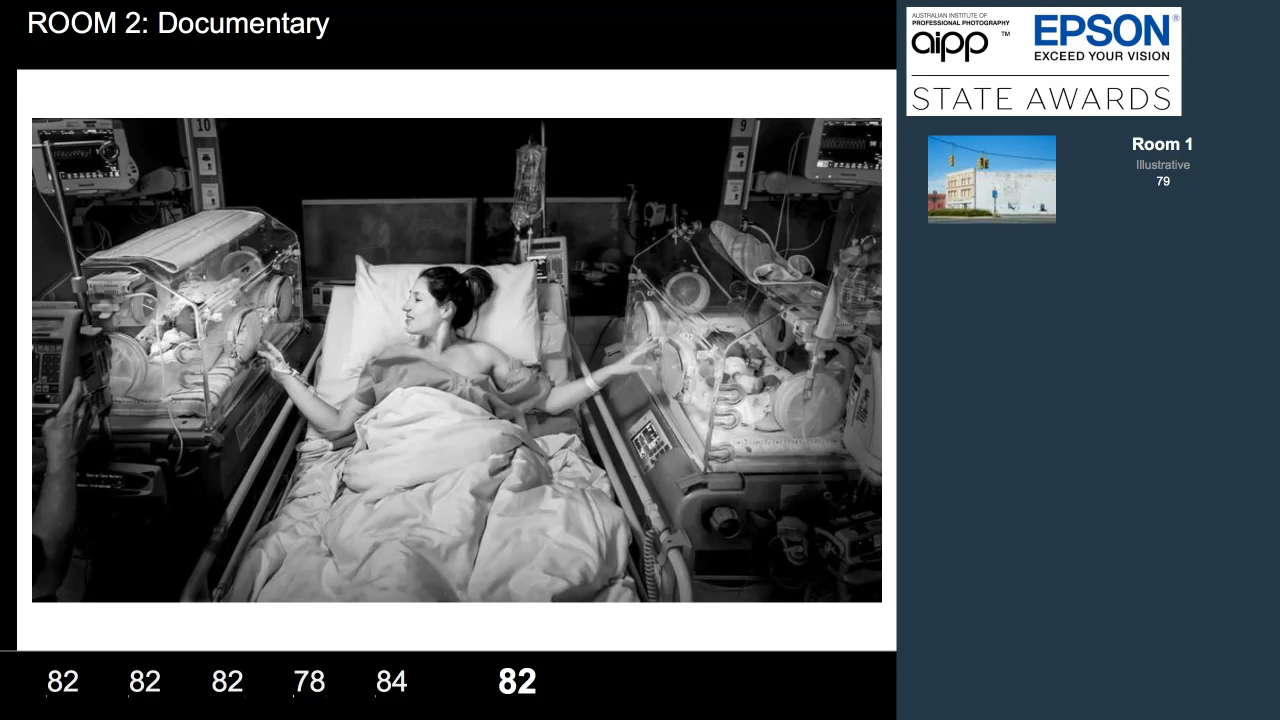 ROOM 2: Documentary
10
9
82
82
82
78
84
82
AUSTRALIAN INSTITUTE OF
PROFESSIONAL PHOTOGRAPHY
aipp TM
EPSON®
EXCEED YOUR VISION
STATE AWARDS
Room 1
Illustrative
79